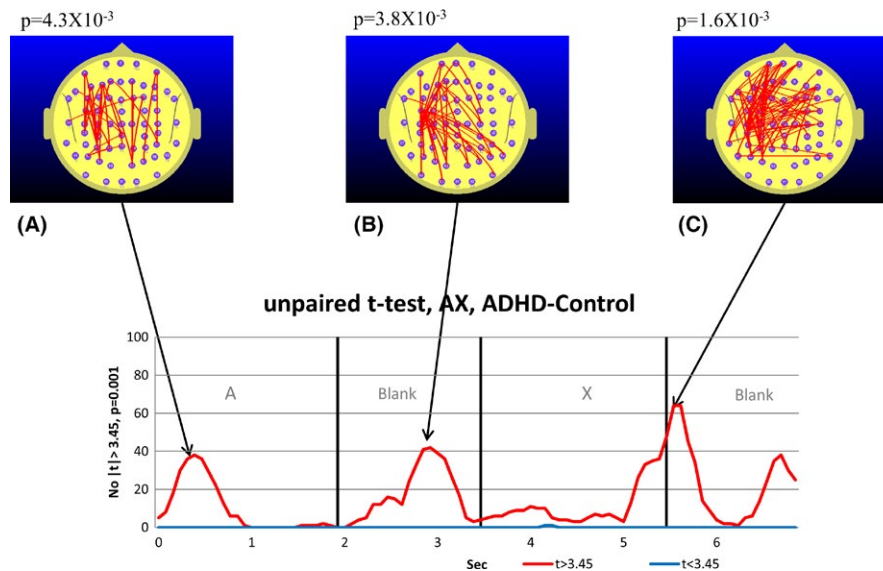 p=4.3X10-3 p=3.8X10-3 p=1.6X10-3
(A) (B) (C)
unpaired t-test, AX, ADHD-Control
No |t| > 3.45, p=0.001
100
80
60
40
20
0
A Blank X Blank
0 1 2 3 4 5 6
Sec t>3.45 t<3.45